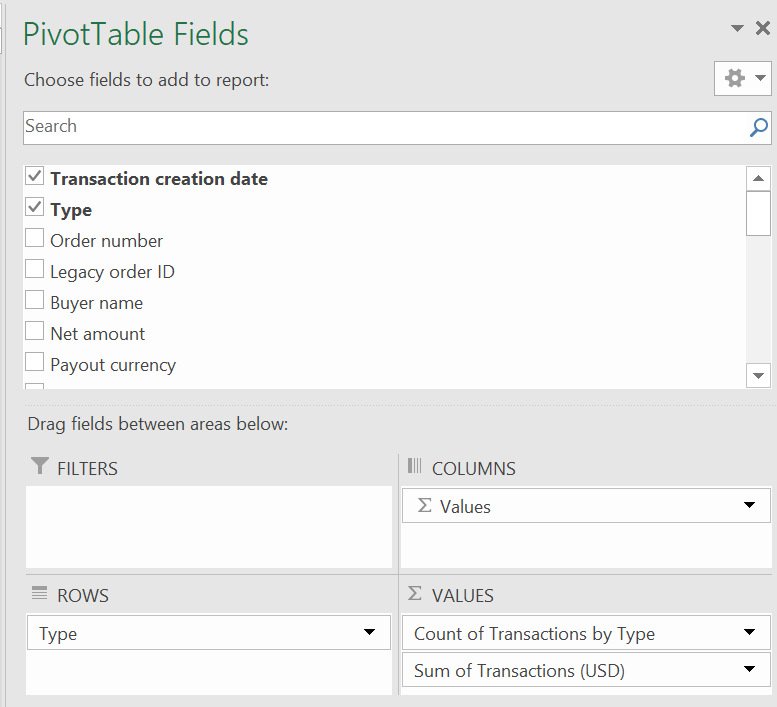 PivotTable Fields
Choose fields to add to report:
Search
Transaction creation date
Type
Order number
Legacy order ID
Buyer name
Net amount
Payout currency
Drag fields between areas below:
FILTERS
COLUMNS
Σ Values
ROWS
Type
Σ VALUES
Count of Transactions by Type
Sum of Transactions (USD)